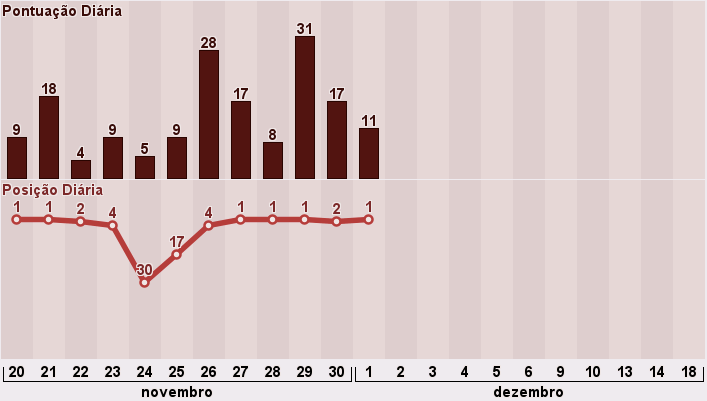 Pontuação Diária
9 18 4 9 5 9 28 17 8 31 17 11
Posição Diária
1 1 2 4 30 17 4 1 1 1 2 1
20 21 22 23 24 25 26 27 28 29 30 1 2 3 4 5 6 9 10 13 14 18
novembro dezembro